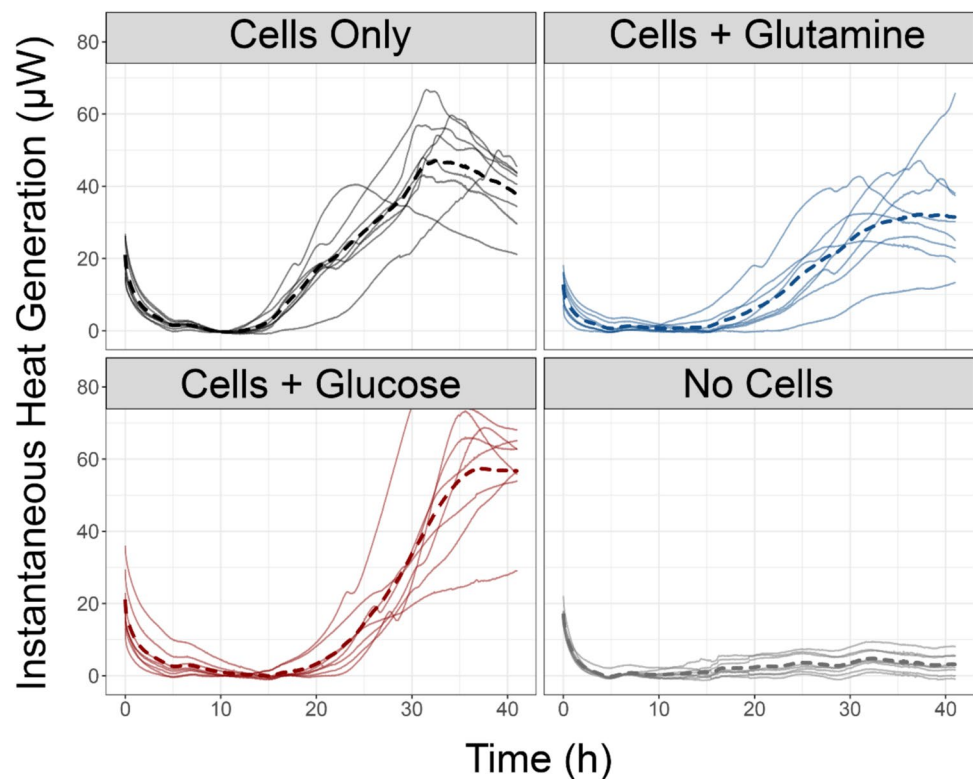 Instantaneous Heat Generation (µW)
Cells Only
Cells + Glutamine
80
60
40
20
0
Cells + Glucose
No Cells
80
60
40
20
0
0 10 20 30 40 0 10 20 30 40
Time (h)